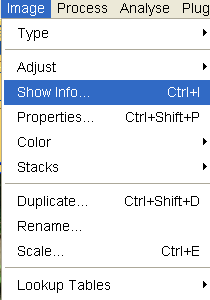 Image Process Analyse Plug
Type
Adjust
Show Info... Ctrl+I
Properties... Ctrl+Shift+P
Color
Stacks
Duplicate... Ctrl+Shift+D
Rename...
Scale... Ctrl+E
Lookup Tables